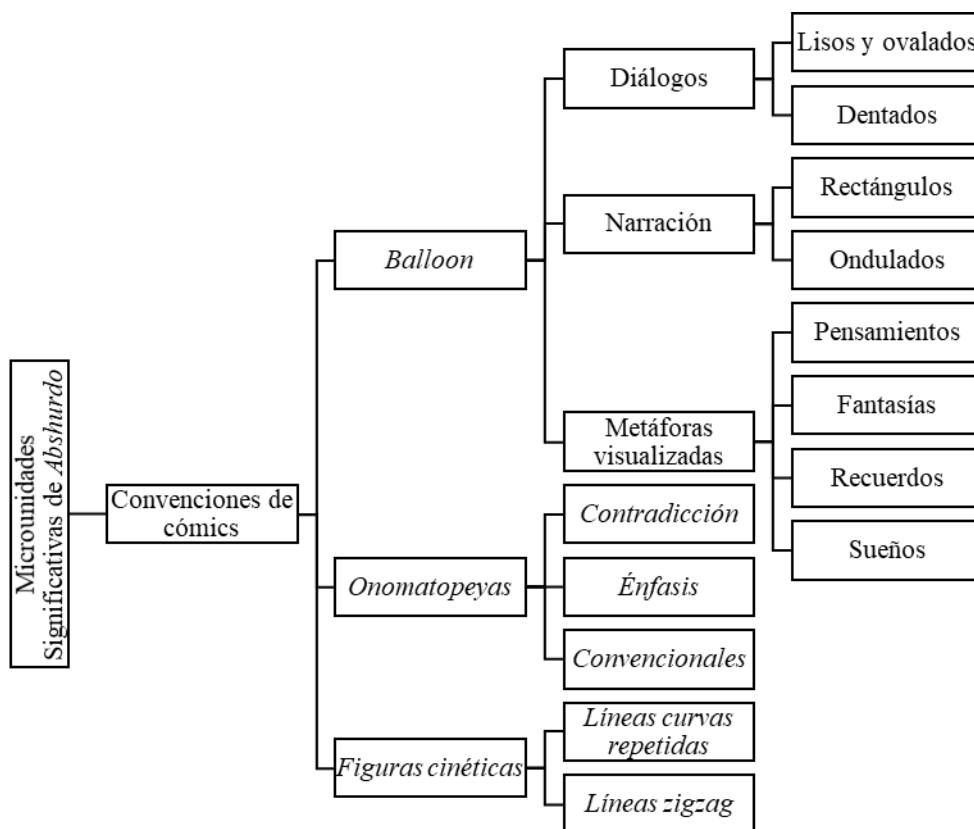 Microunidades
Significativas de Abshurdo
Convenciones de
cómics
Balloon
Diálogos
Lisos y ovalados
Dentados
Narración
Rectángulos
Ondulados
Metáforas
visualizadas
Pensamientos
Fantasías
Recuerdos
Sueños
Onomatopeyas
Contradicción
Énfasis
Convencionales
Figuras cinéticas
Líneas curvas
repetidas
Líneas zigzag